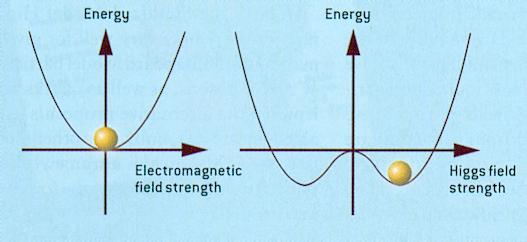 Energy
Electromagnetic
field strength
Energy
Higgs field
strength